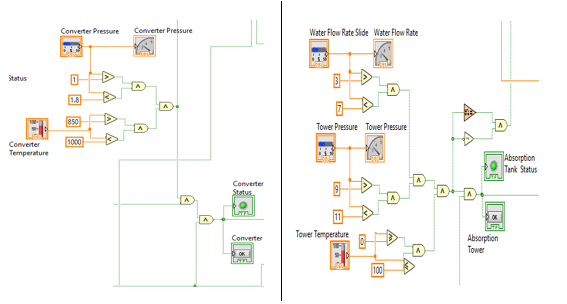 Converter Pressure
Converter Pressure
Status
1
1.8
850
1000
Converter
Temperature
Converter
Status
Converter
OK
Water Flow Rate Slide
Water Flow Rate
3
7
Tower Pressure
Tower Pressure
9
11
Tower Temperature
0
100
Absorption
Tank Status
OK
Absorption
Tower